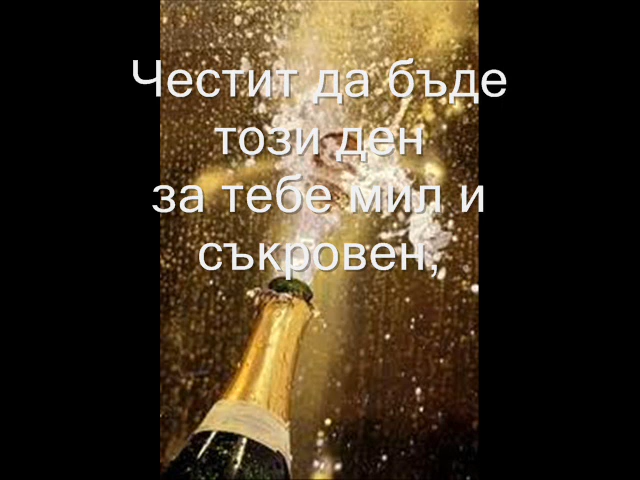 Честит да бъде
този ден
за тебе мил и
съкровен,